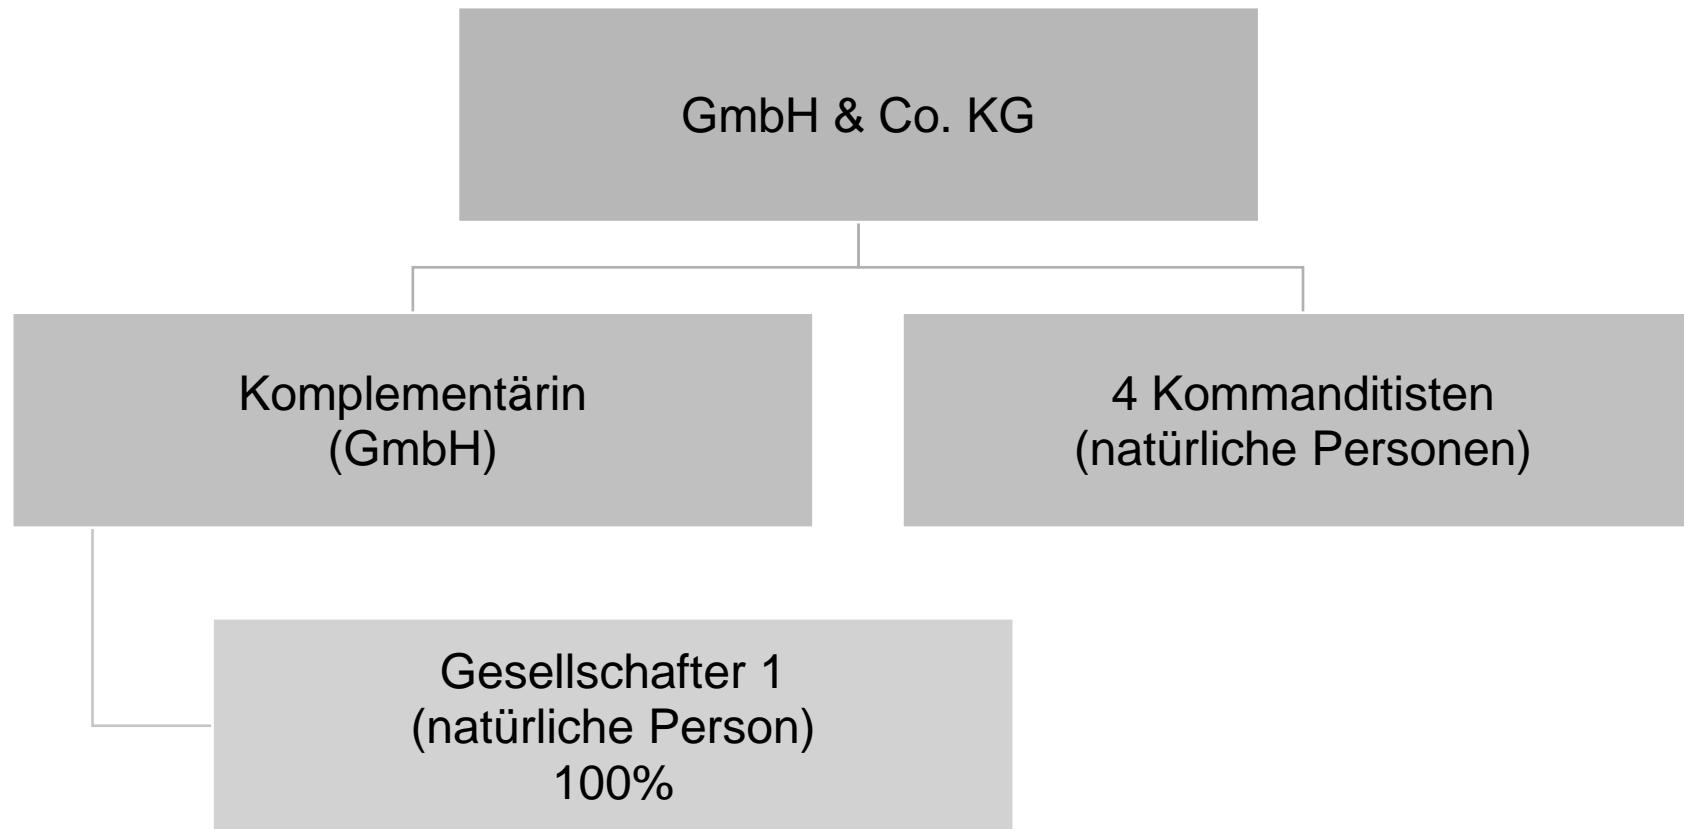 GmbH & Co. KG
Komplementärin
(GmbH)
4 Kommanditisten
(natürliche Personen)
Gesellschafter 1
(natürliche Person)
100%